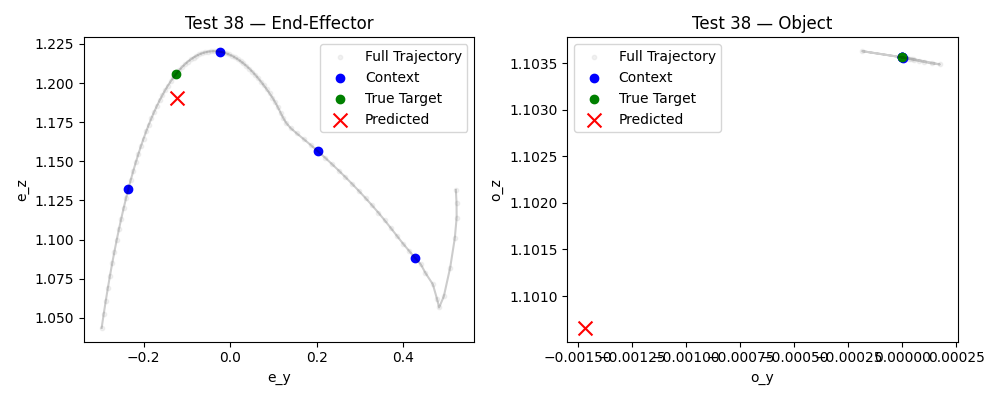 Test 38 — End-Effector
1.225
1.200
1.175
1.150
1.125
1.100
1.075
1.050
e_z
−0.2
0.0
0.2
0.4
e_y
Full Trajectory
Context
True Target
Predicted
Test 38 — Object
1.1035
1.1030
1.1025
1.1020
1.1015
1.1010
o_z
−0.00150
−0.00125
−0.00100
−0.00075
−0.00050
−0.00025
0.00000
0.00025
o_y
Full Trajectory
Context
True Target
Predicted